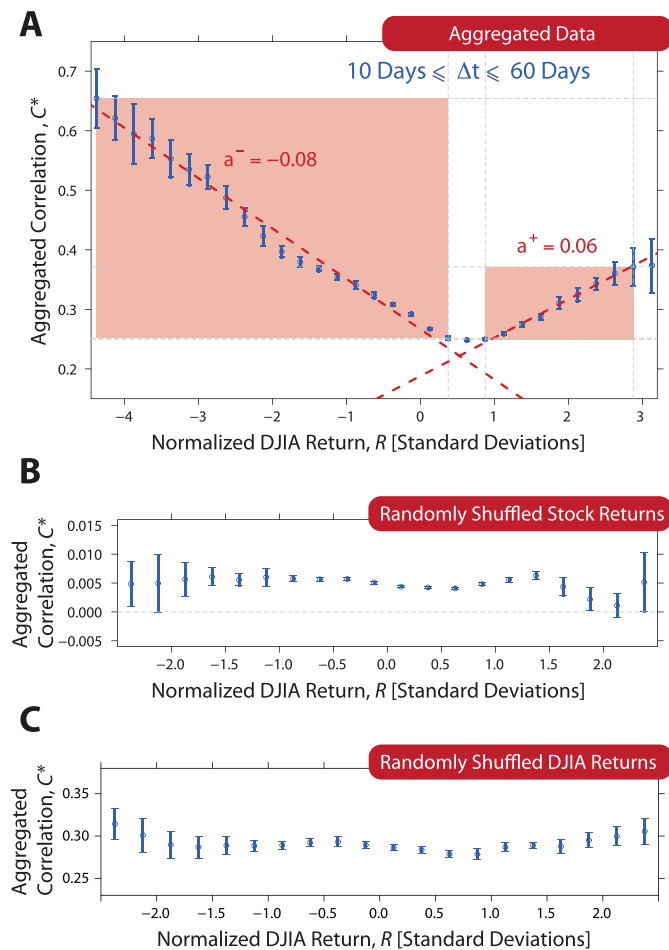 A
Aggregated Data
10 Days ⩽ Δt ⩽ 60 Days
a⁻ = −0.08
a⁺ = 0.06
Aggregated Correlation , C*
0.7
0.6
0.5
0.4
0.3
0.2
−4 −3 −2 −1 0 1 2 3
Normalized DJIA Return, R [Standard Deviations]
B
Randomly Shuffled Stock Returns
Aggregated
Correlation, C*
0.015
0.010
0.005
0.000
−0.005
−2.0 −1.5 −1.0 −0.5 0.0 0.5 1.0 1.5 2.0
Normalized DJIA Return, R [Standard Deviations]
C
Randomly Shuffled DJIA Returns
Aggregated
Correlation, C*
0.35
0.30
0.25
−2.0 −1.5 −1.0 −0.5 0.0 0.5 1.0 1.5 2.0
Normalized DJIA Return, R [Standard Deviations]